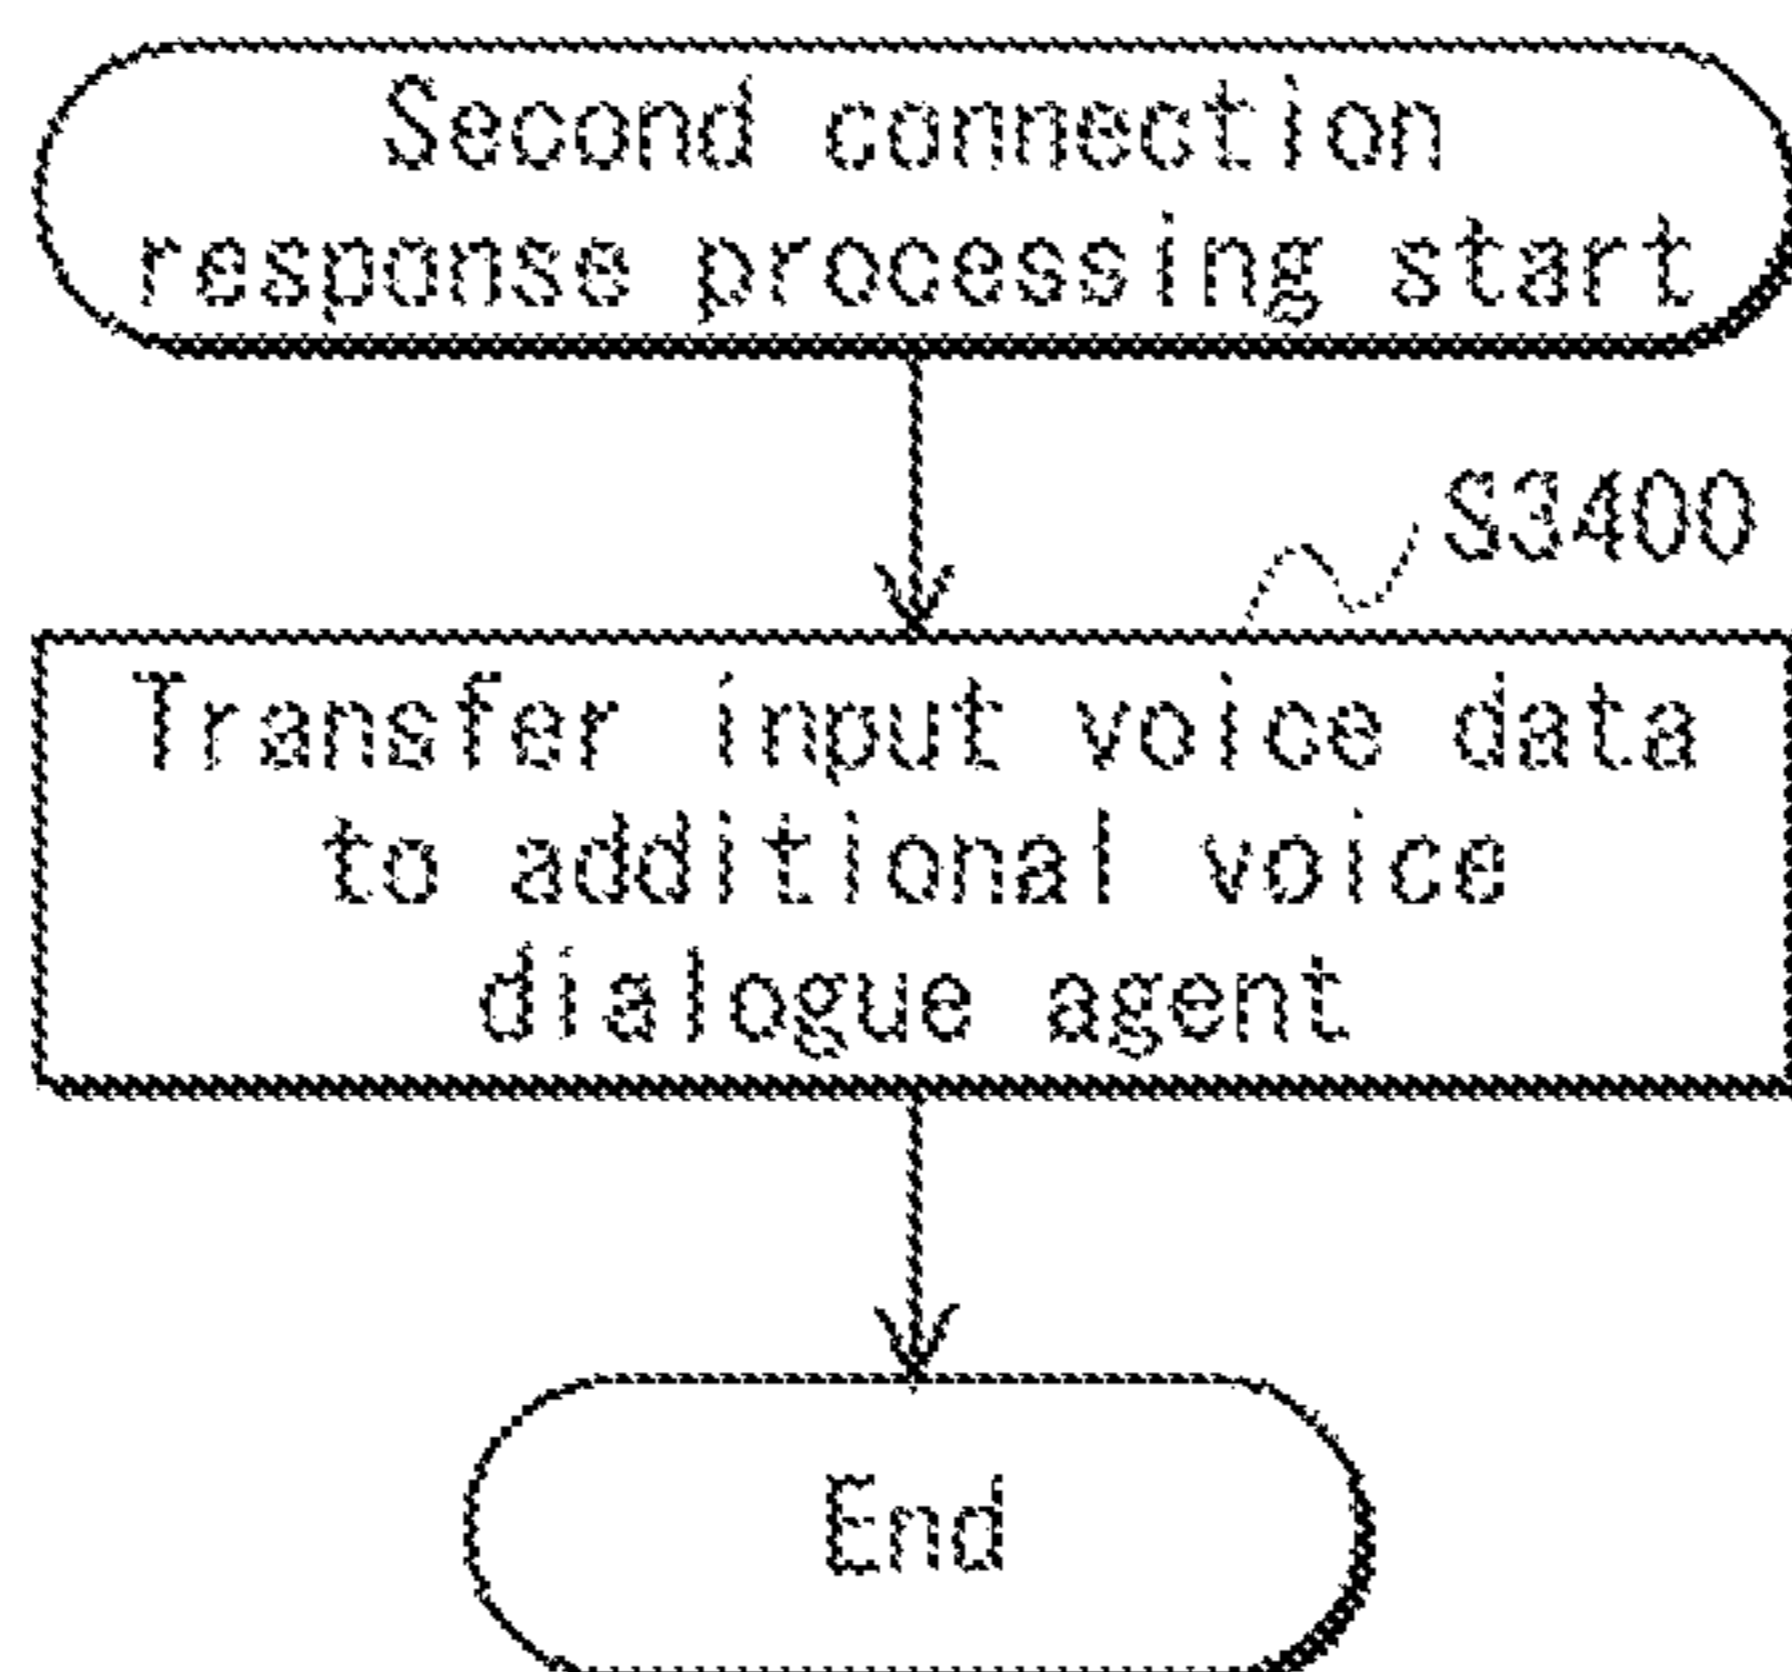 Second connection
response processing start
S3400
Transfer input voice data
to additional voice
dialogue agent
End